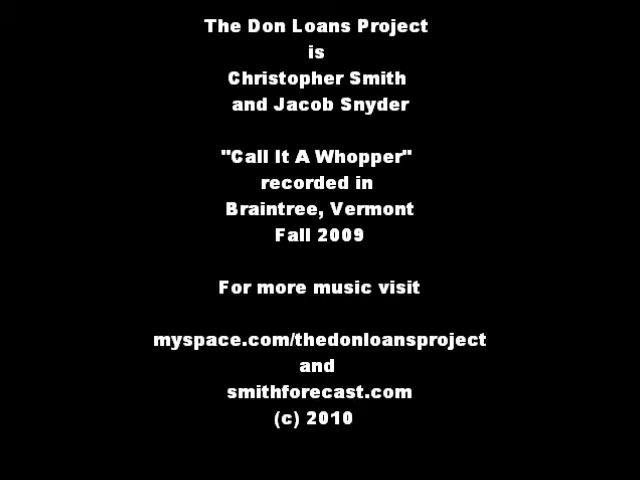 The Don Loans Project
is
Christopher Smith
and Jacob Snyder
"Call It A Whopper"
recorded in
Braintree, Vermont
Fall 2009
For more music visit
myspace.com/thedonloansproject
and
smithforecast.com
(c) 2010